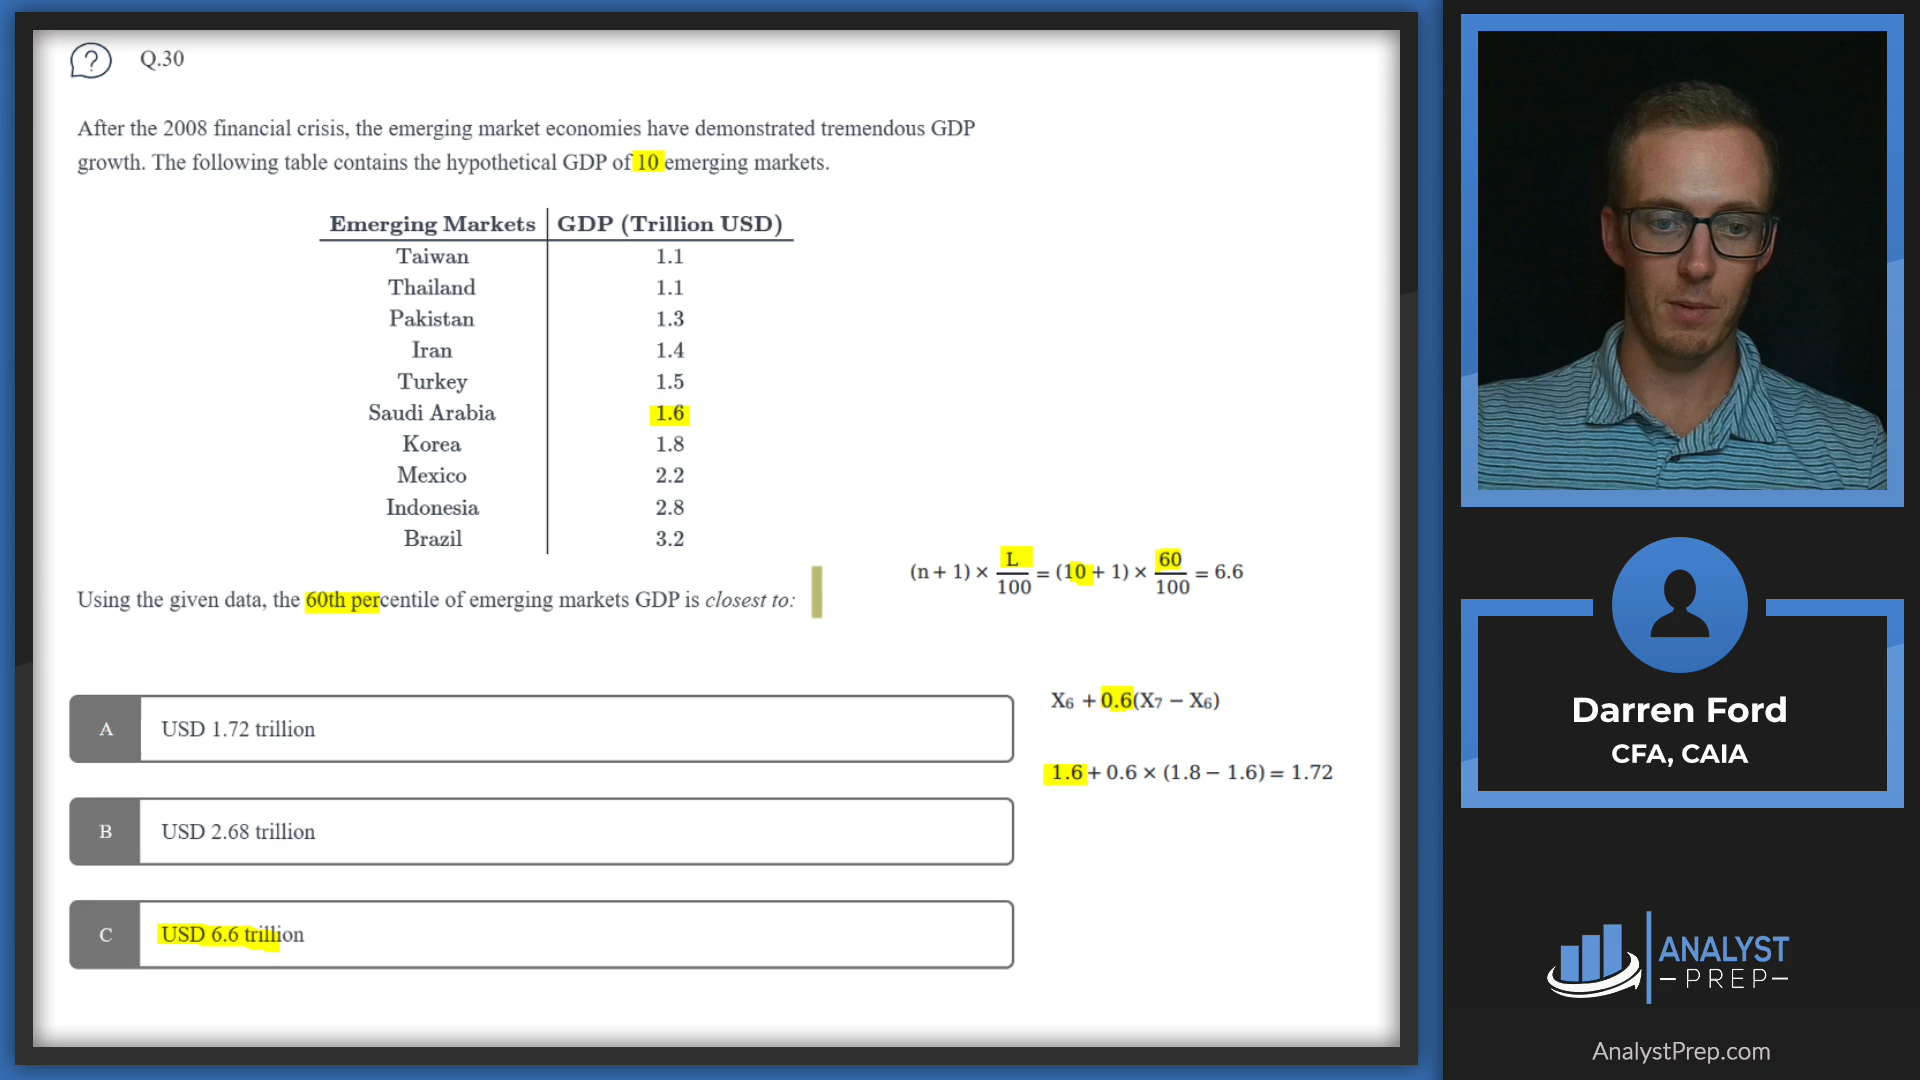 Q.30
After the 2008 financial crisis, the emerging market economies have demonstrated tremendous GDP
growth. The following table contains the hypothetical GDP of 10 emerging markets.
Emerging Markets GDP (Trillion USD)
Taiwan 1.1
Thailand 1.1
Pakistan 1.3
Iran 1.4
Turkey 1.5
Saudi Arabia 1.6
Korea 1.8
Mexico 2.2
Indonesia 2.8
Brazil 3.2
Using the given data, the 60th percentile of emerging markets GDP is closest to:
(n + 1) × L/100 = (10 + 1) × 60/100 = 6.6
X₆ + 0.6(X₇ − X₆)
1.6 + 0.6 × (1.8 − 1.6) = 1.72
A USD 1.72 trillion
B USD 2.68 trillion
C USD 6.6 trillion
Darren Ford
CFA, CAIA
ANALYST
PREP
AnalystPrep.com